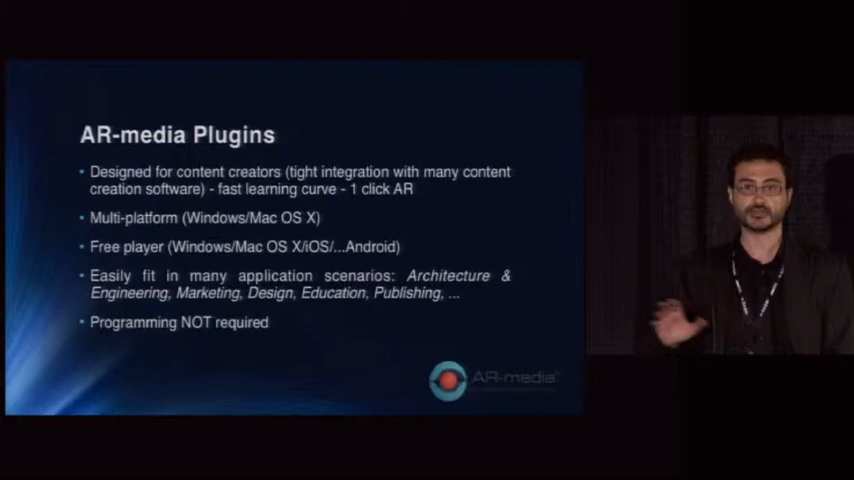 AR-media Plugins
• Designed for content creators (tight integration with many content
creation software) - fast learning curve - 1 click AR
• Multi-platform (Windows/Mac OS X)
• Free player (Windows/Mac OS X/iOS/...Android)
• Easily fit in many application scenarios: Architecture &
Engineering, Marketing, Design, Education, Publishing, ...
• Programming NOT required
AR-media